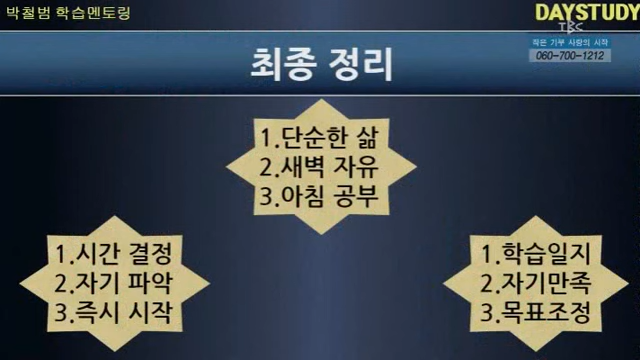 박철범 학습멘토링
DAYSTUDY
TBC
작은 기부 사랑의 시작
060-700-1212
최종 정리
1.단순한 삶
2.새벽 자유
3.아침 공부
1.시간 결정
2.자기 파악
3.즉시 시작
1.학습일지
2.자기만족
3.목표조정